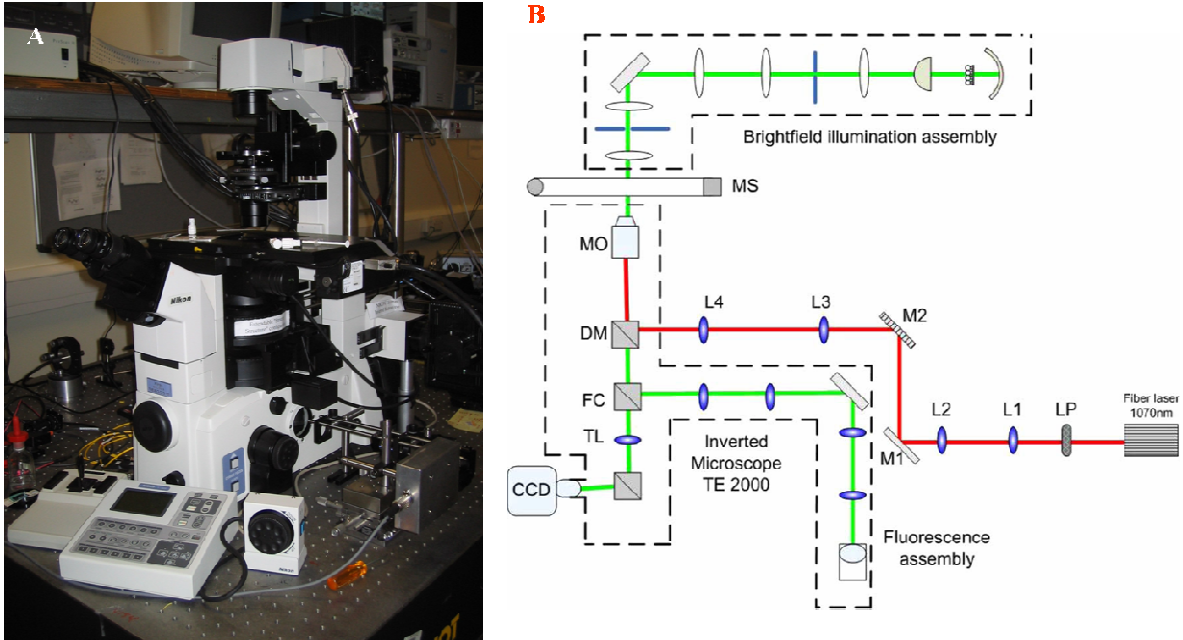 A
B
Brightfield illumination assembly
MS
MO
L4
L3
M2
DM
Fiber laser
1070nm
FC
L2
L1
LP
TL
Inverted
Microscope
TE 2000
M1
CCD
Fluorescence
assembly
Nikon